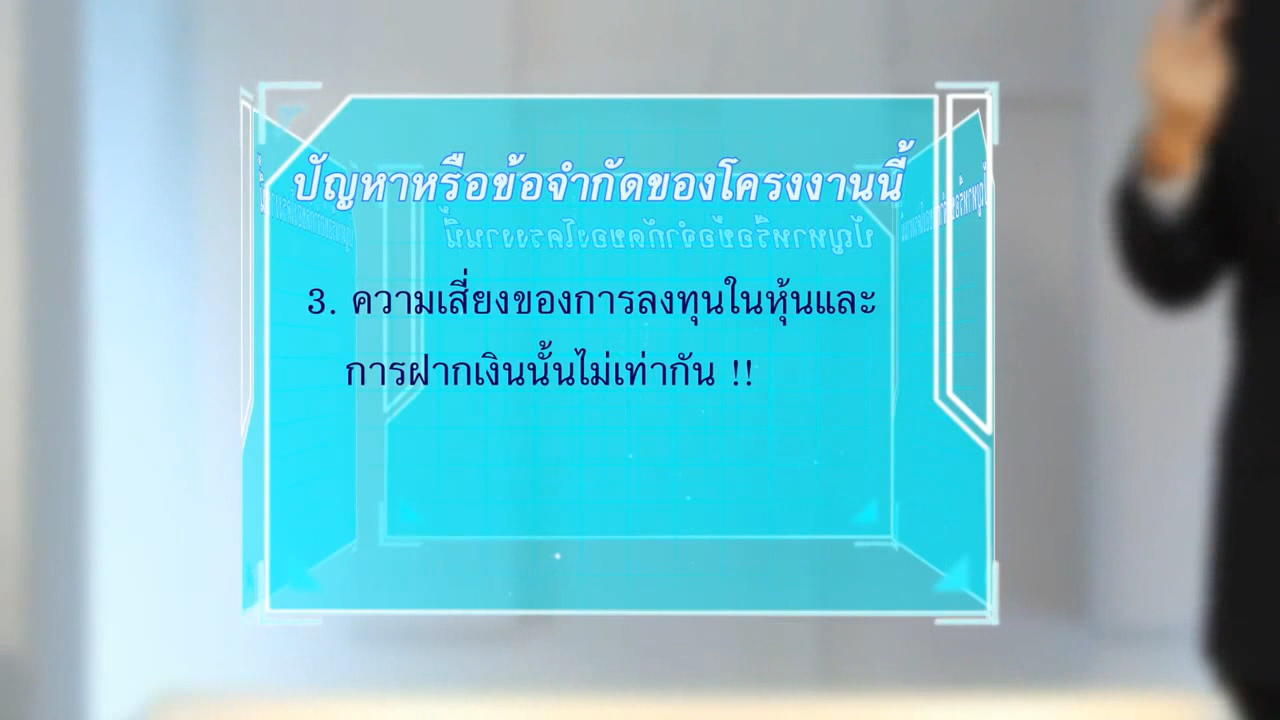 ปัญหาหรือข้อจำกัดของโครงงานนี้
3. ความเสี่ยงของการลงทุนในหุ้นและ
การฝากเงินนั้นไม่เท่ากัน !!